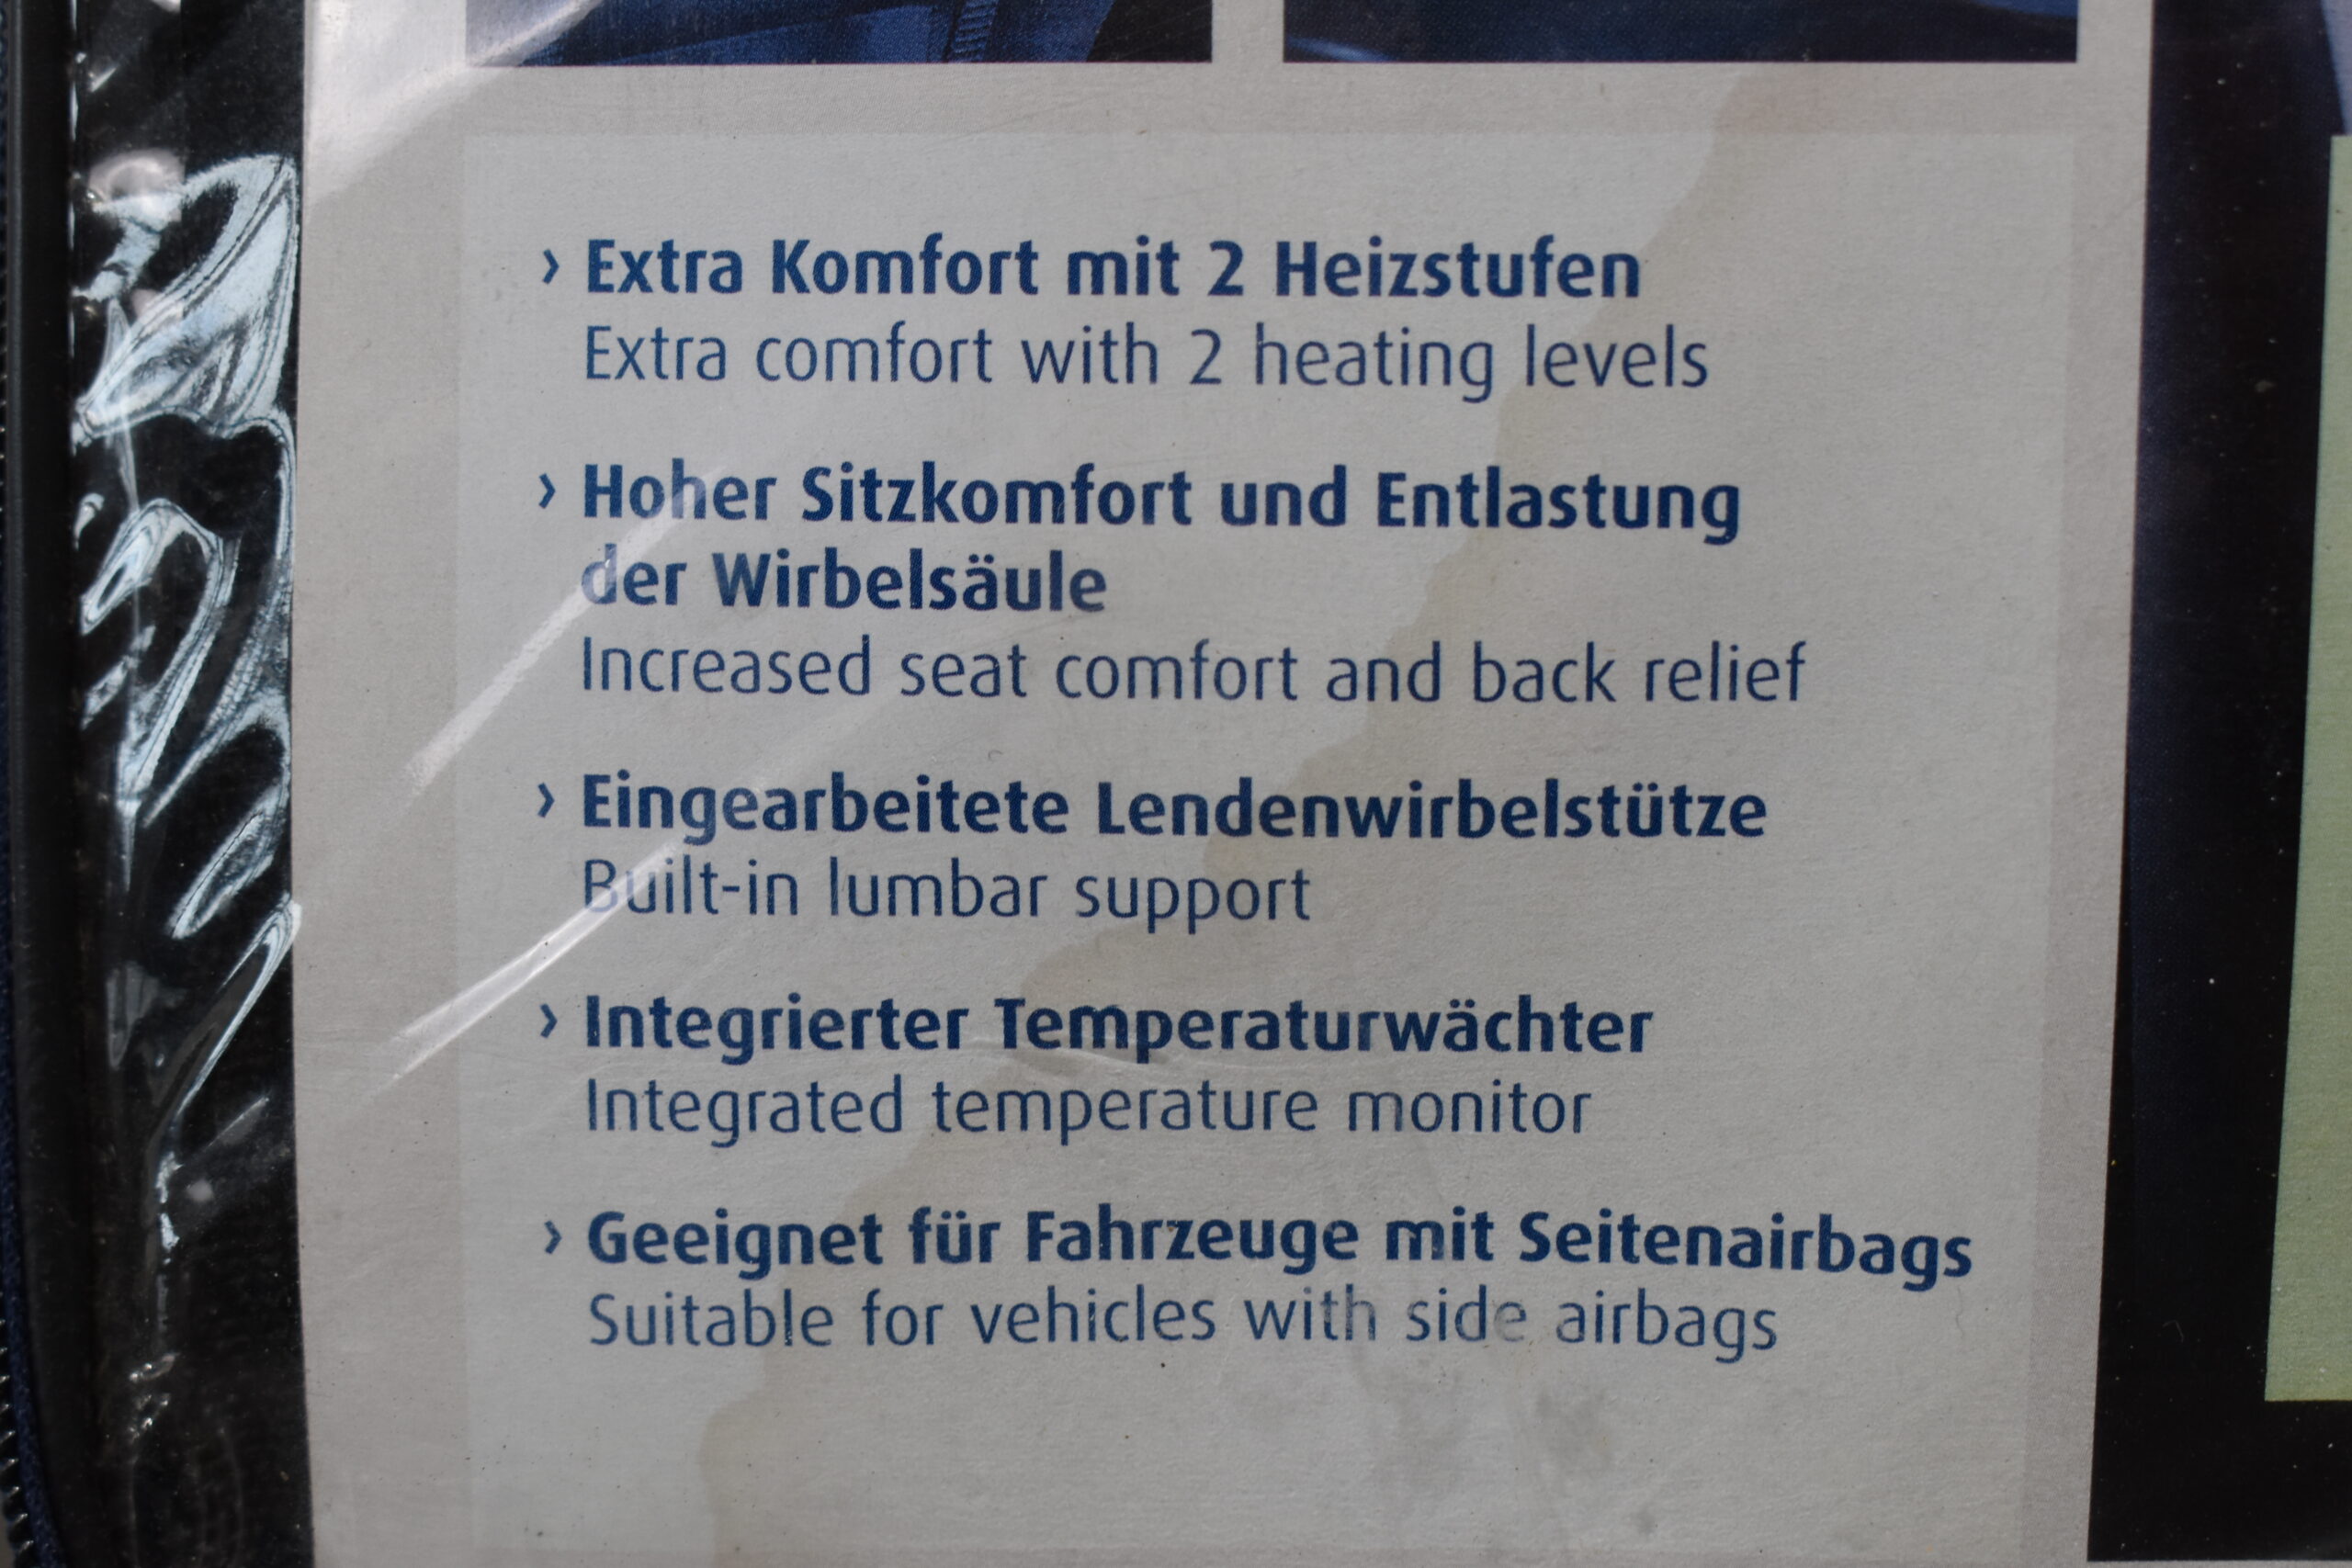 › Extra Komfort mit 2 Heizstufen
Extra comfort with 2 heating levels
› Hoher Sitzkomfort und Entlastung
der Wirbelsäule
Increased seat comfort and back relief
› Eingearbeitete Lendenwirbelstütze
Built-in lumbar support
› Integrierter Temperaturwächter
Integrated temperature monitor
› Geeignet für Fahrzeuge mit Seitenairbags
Suitable for vehicles with side airbags